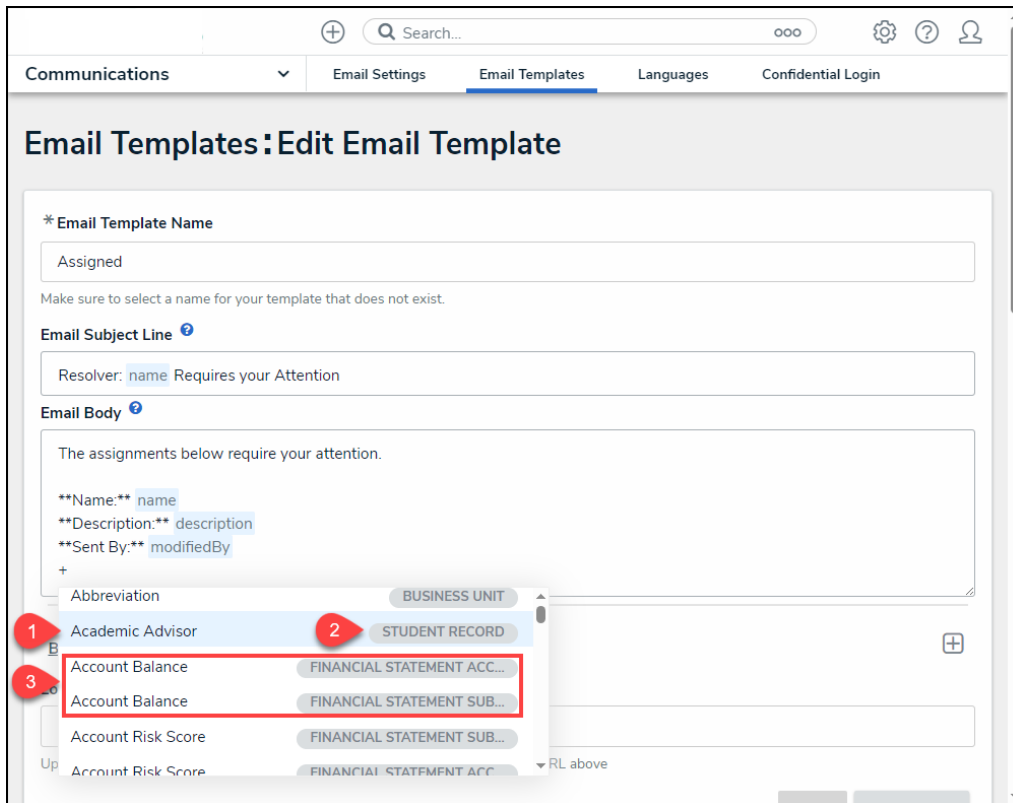 Search...
Communications Email Settings Email Templates Languages Confidential Login
Email Templates: Edit Email Template
* Email Template Name
Assigned
Make sure to select a name for your template that does not exist.
Email Subject Line ?
Resolver: name Requires your Attention
Email Body ?
The assignments below require your attention.
**Name:** name
**Description:** description
**Sent By:** modifiedBy
+
Abbreviation BUSINESS UNIT
1 Academic Advisor 2 STUDENT RECORD
B
Account Balance FINANCIAL STATEMENT ACC...
3
Account Balance FINANCIAL STATEMENT SUB...
Account Risk Score FINANCIAL STATEMENT SUB...
Up RL above
Account Risk Score FINANCIAL STATEMENT ACC...